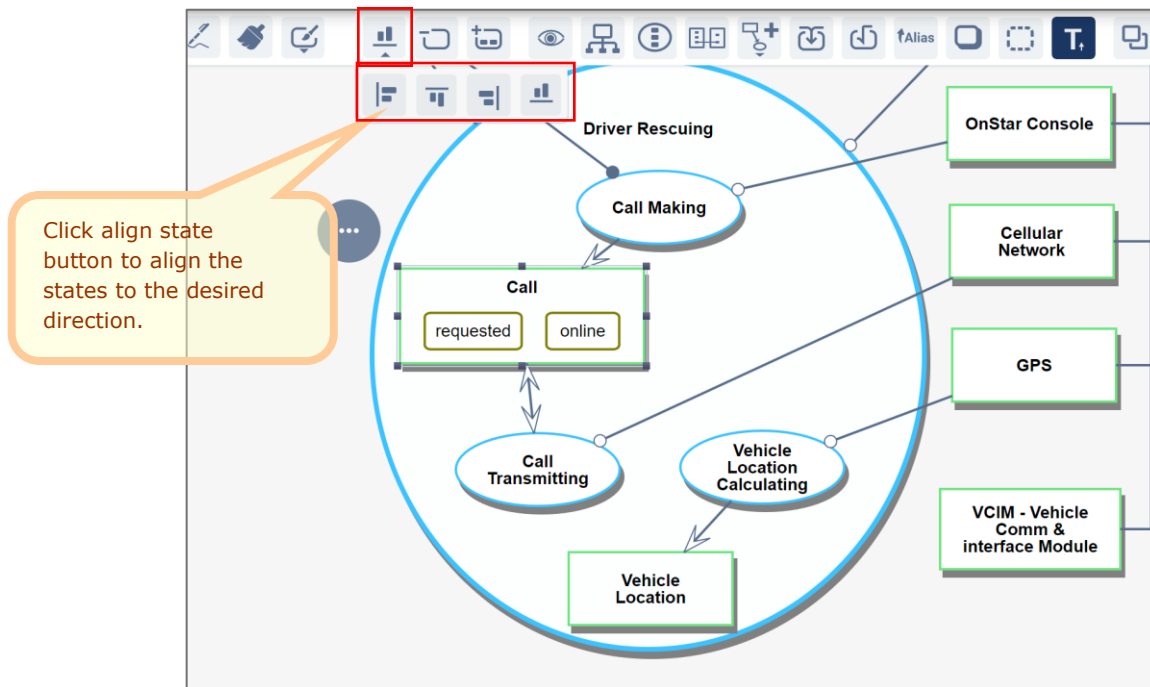 ↑Alias
T↑
Driver Rescuing
OnStar Console
Call Making
Click align state
button to align the
states to the desired
direction.
Cellular
Network
Call
requested
online
GPS
Call
Transmitting
Vehicle
Location
Calculating
VCIM - Vehicle
Comm &
interface Module
Vehicle
Location